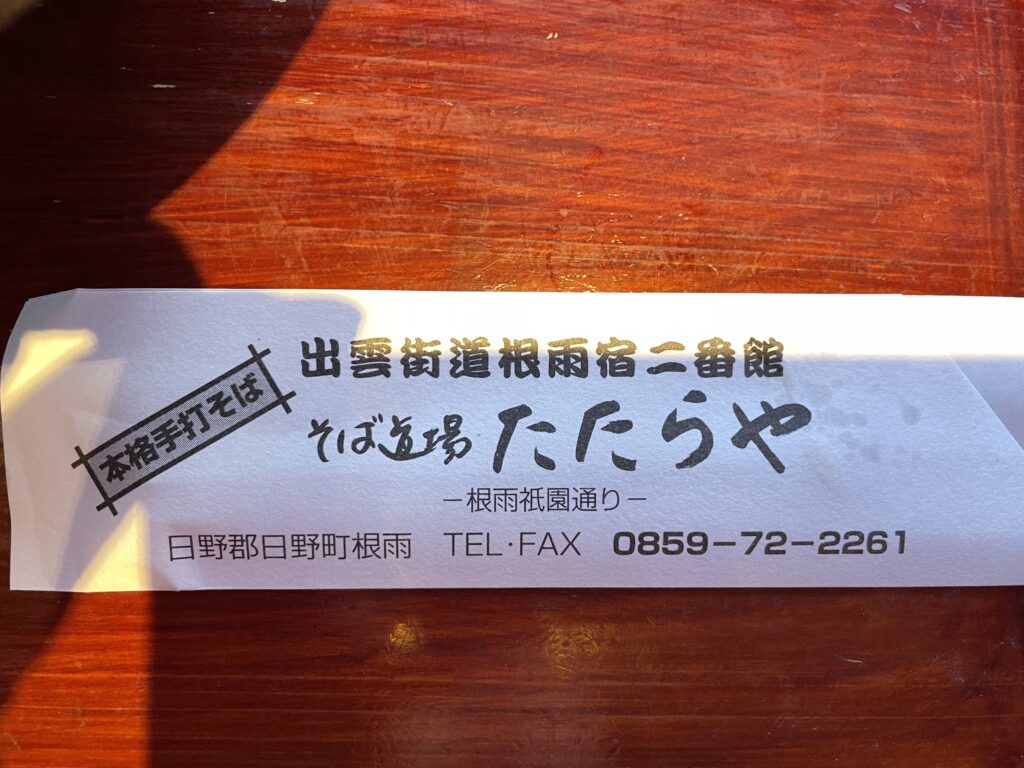 出雲街道根雨宿二番館
本格手打そば
そば道場 たたらや
－根雨祇園通り－
日野郡日野町根雨 TEL・FAX 0859－72－2261